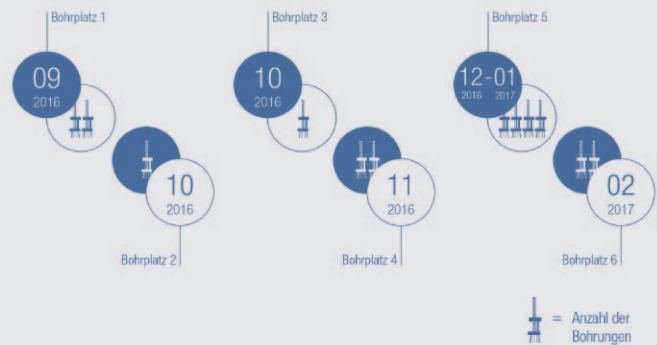 Bohrplatz 1
09
2016
10
2016
Bohrplatz 2
Bohrplatz 3
10
2016
11
2016
Bohrplatz 4
Bohrplatz 5
12-01
2016 2017
02
2017
Bohrplatz 6
= Anzahl der
Bohrungen